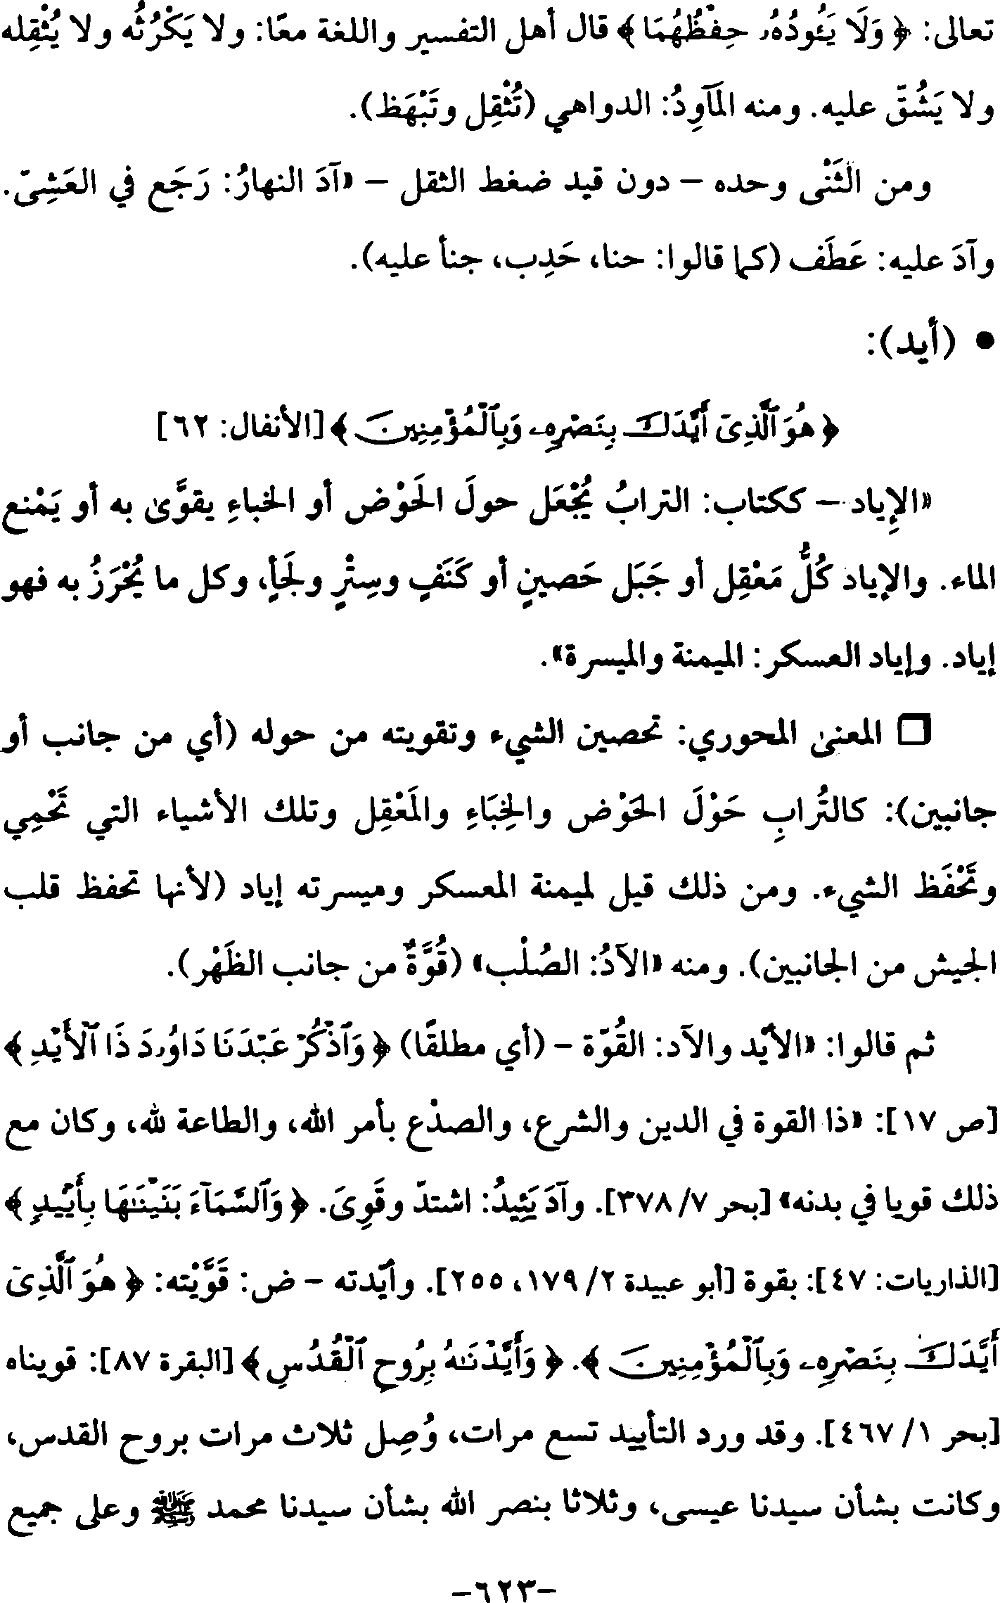 تعالى: ﴿ وَلَا يَـُٔودُهُۥ حِفْظُهُمَا ﴾ قال أهل التفسير واللغة معًا: ولا يَكْرُثُه ولا يُثْقِله
ولا يَشُقّ عليه. ومنه المَآوِدُ: الدواهي (تُثْقِل وتَبْهَظ).
ومن الثَنْى وحده – دون قيد ضغط الثقل – «آدَ النهارُ: رَجَع في العَشِىّ.
وآدَ عليه: عَطَف (كما قالوا: حنا، حَدِب، جنأ عليه).
• (أيد):
﴿ هُوَ ٱلَّذِىٓ أَيَّدَكَ بِنَصْرِهِۦ وَبِٱلْمُؤْمِنِينَ ﴾ [الأنفال: ٦٢]
«الإِياد – ككتاب: الترابُ يُجْعَل حولَ الحَوْض أو الخباءِ يقوَّىٰ به أو يَمْنع
الماء. والإياد كُلُّ مَعْقِل أو جَبَل حَصينٍ أو كَنَفٍ وسِتْرٍ ولَجَأٍ، وكل ما يُحْرَزُ به فهو
إياد. وإياد العسكر: الميمنة والميسرة».
❒ المعنىٰ المحوري: تحصين الشيء وتقويته من حوله (أي من جانب أو
جانبين): كالتُرابِ حَوْلَ الحَوْض والخِبَاءِ والمَعْقِل وتلك الأشياء التي تَحْمِي
وتَحْفَظ الشيء. ومن ذلك قيل لميمنة المعسكر وميسرته إياد (لأنها تحفظ قلب
الجيش من الجانبين). ومنه «الآدُ: الصُلْب» (قُوَّةٌ من جانب الظَهْر).
ثم قالوا: «الأَيْد والآد: القُوّة – (أي مطلقًا) ﴿ وَٱذْكُرْ عَبْدَنَا دَاوُۥدَ ذَا ٱلْأَيْدِ ﴾
[ص ١٧]: «ذا القوة في الدين والشرع، والصدْع بأمر الله، والطاعة لله، وكان مع
ذلك قويا في بدنه» [بحر ٧/ ٣٧٨]. وآدَ يَئِيدُ: اشتدّ وقَوِىَ. ﴿ وَٱلسَّمَآءَ بَنَيْنَٰهَا بِأَيْيْدٍ ﴾
[الذاريات: ٤٧]: بقوة [أبو عبيدة ٢/ ١٧٩، ٢٥٥]. وأيّدته – ض: قَوَّيْته: ﴿ هُوَ ٱلَّذِىٓ
أَيَّدَكَ بِنَصْرِهِۦ وَبِٱلْمُؤْمِنِينَ ﴾. ﴿ وَأَيَّدْنَٰهُ بِرُوحِ ٱلْقُدُسِ ﴾ [البقرة ٨٧]: قويناه
[بحر ١/ ٤٦٧]. وقد ورد التأييد تسع مرات، وُصِل ثلاث مرات بروح القدس،
وكانت بشأن سيدنا عيسى، وثلاثا بنصر الله بشأن سيدنا محمد ﷺ وعلى جميع
-٦٢٣-